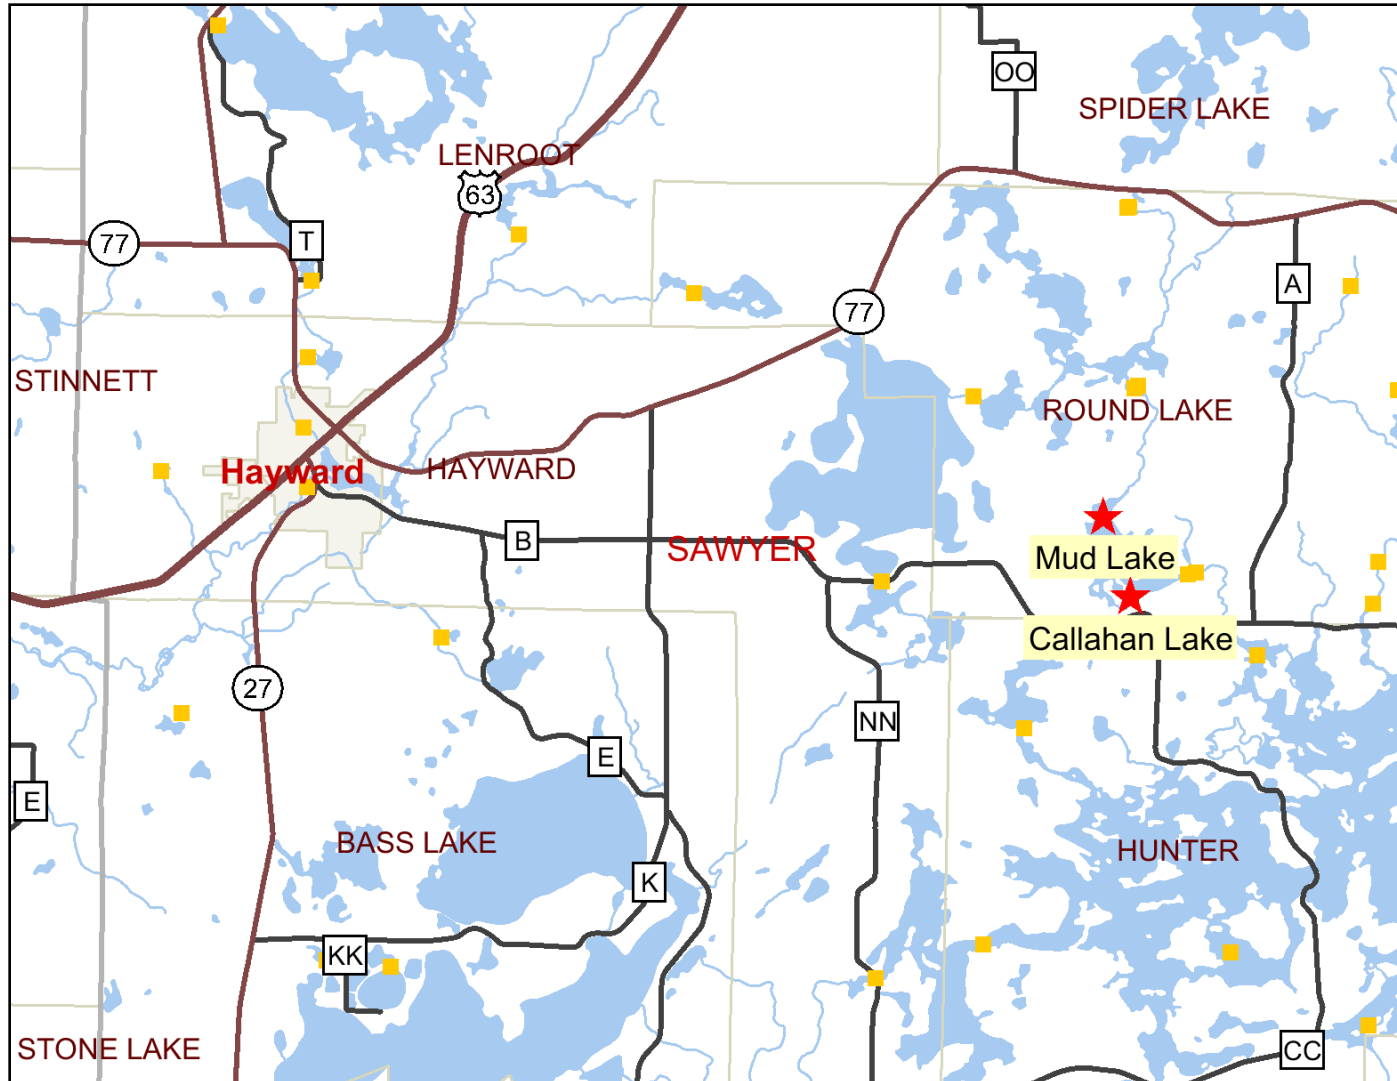 OO
SPIDER LAKE
LENROOT
63
77
T
A
77
STINNETT
ROUND LAKE
Hayward
HAYWARD
B
SAWYER
Mud Lake
Callahan Lake
27
NN
E
E
BASS LAKE
HUNTER
K
KK
STONE LAKE
CC